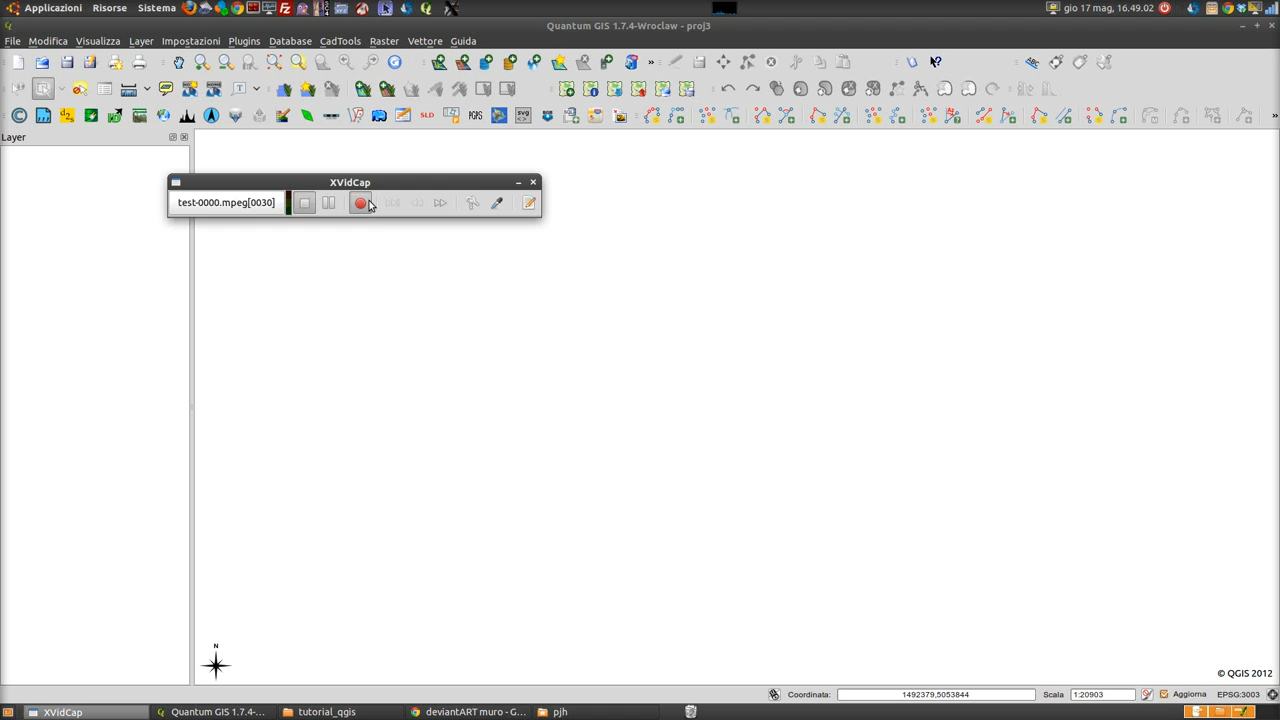 Applicazioni Risorse Sistema gio 17 mag, 16.49.02
Quantum GIS 1.7.4-Wroclaw - proj3
File Modifica Visualizza Layer Impostazioni Plugins Database CadTools Raster Vettore Guida
SLD PGIS
Layer
XVidCap
test-0000.mpeg[0030]
N
© QGIS 2012
Coordinata: 1492379,5053844 Scala 1:20903 Aggiorna EPSG:3003
XVidCap Quantum GIS 1.7.4-... tutorial_qgis deviantART muro - G... pjh